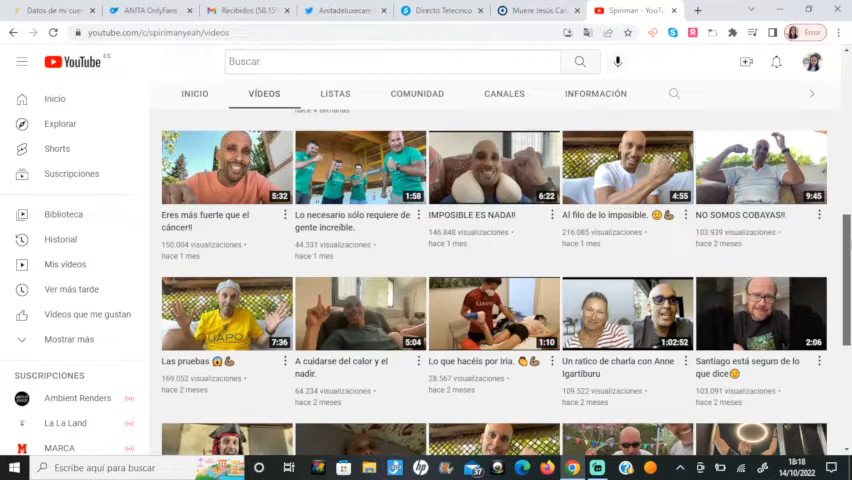 Datos de mi cue
ANITA OnlyFans
Recibidos (58.159
Anitadeluxecam
Directo Telecinco
Muere Jesús Can
Spiriman - YouTu
youtube.com/c/spirimanyeah/videos
Error
YouTube ES
Buscar
INICIO
VÍDEOS
LISTAS
COMUNIDAD
CANALES
INFORMACIÓN
Inicio
Explorar
Shorts
Suscripciones
Biblioteca
Historial
Mis vídeos
Ver más tarde
Vídeos que me gustan
Mostrar más
SUSCRIPCIONES
Ambient Renders
La La Land
MARCA
hace 4 semanas
5:32
1:58
6:22
4:55
9:45
Eres más fuerte que el
cáncer!!
150.004 visualizaciones •
hace 1 mes
Lo necesario sólo requiere de
gente increíble.
44.331 visualizaciones •
hace 1 mes
IMPOSIBLE ES NADA!!
146.848 visualizaciones •
hace 1 mes
Al filo de lo imposible. 😉💪🏽
216.085 visualizaciones •
hace 1 mes
NO SOMOS COBAYAS!!
103.939 visualizaciones •
hace 2 meses
UAPO
7:36
5:04
UAPO
1:10
1:02:52
2:06
Las pruebas 😱💪🏽
169.052 visualizaciones •
hace 2 meses
A cuidarse del calor y el
nadir.
64.234 visualizaciones •
hace 2 meses
Lo que hacéis por Iria. 👏💪🏽
28.567 visualizaciones •
hace 2 meses
Un ratico de charla con Anne
Igartiburu
109.522 visualizaciones •
hace 2 meses
Santiago está seguro de lo
que dice😉
103.091 visualizaciones •
hace 2 meses
Escribe aquí para buscar
37
18:18
14/10/2022